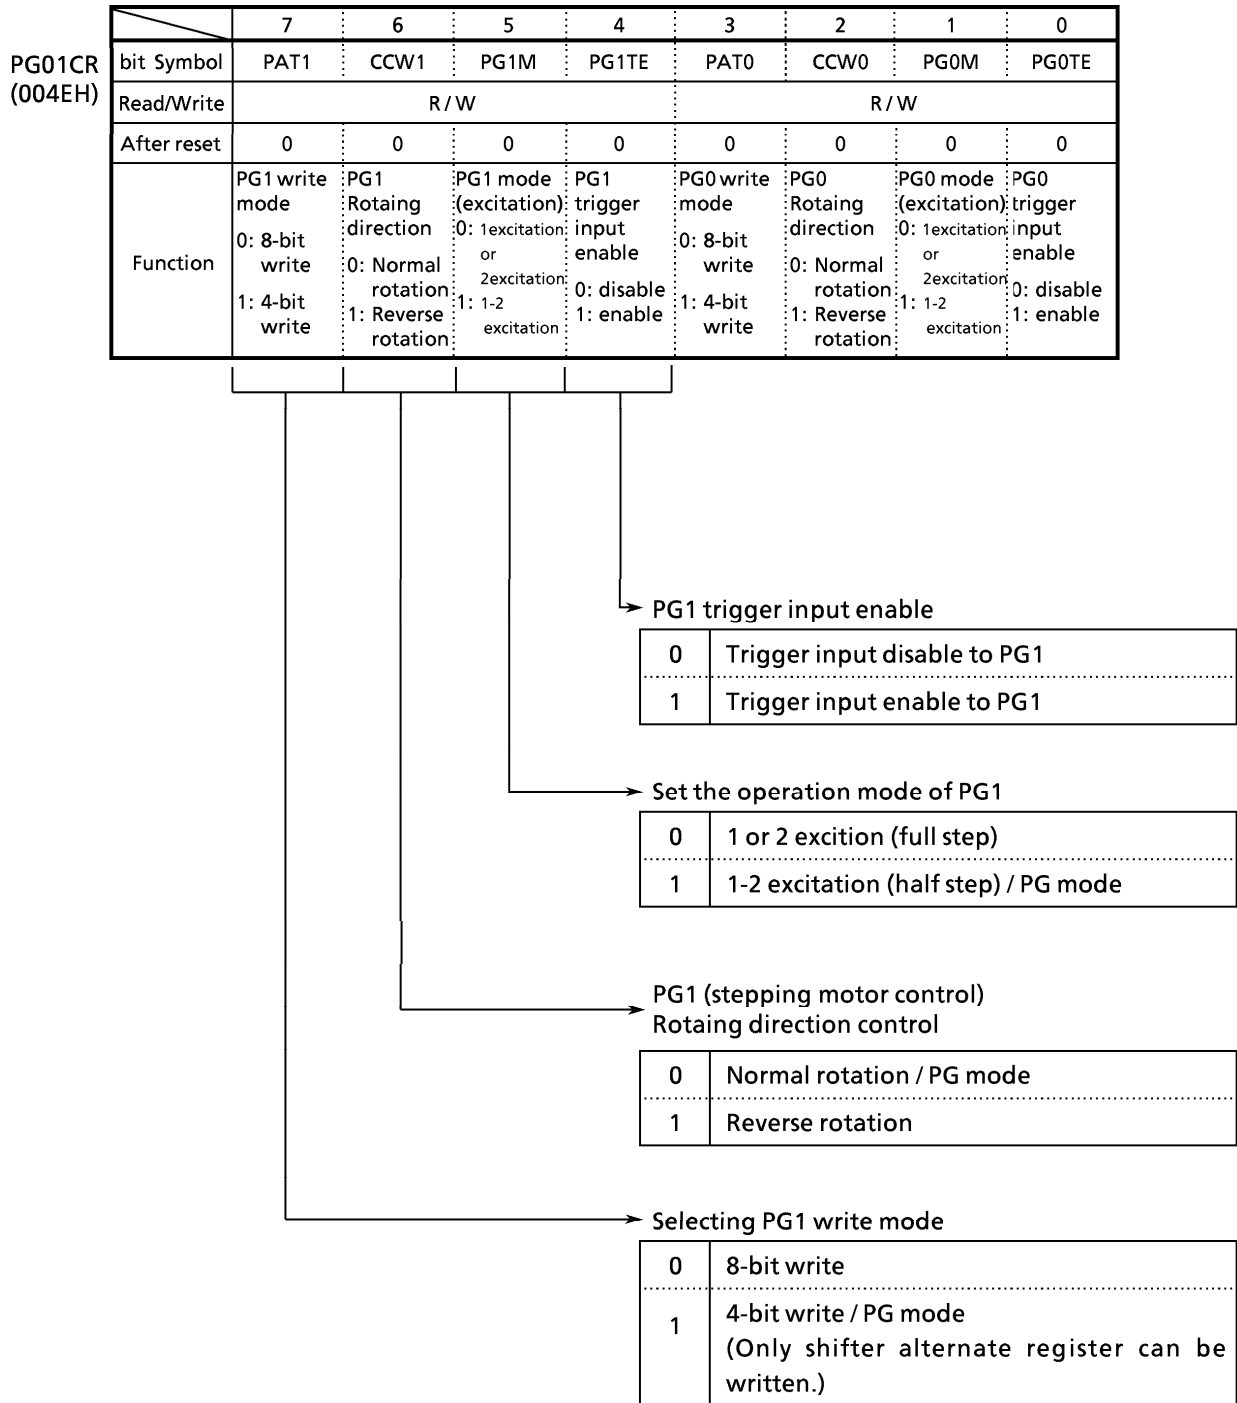 7 6 5 4 3 2 1 0
PG01CR
(004EH)
bit Symbol PAT1 CCW1 PG1M PG1TE PAT0 CCW0 PG0M PG0TE
Read/Write R / W R / W
After reset 0 0 0 0 0 0 0 0
Function
PG1 write
mode
0: 8-bit
write
1: 4-bit
write
PG1
Rotaing
direction
0: Normal
rotation
1: Reverse
rotation
PG1 mode
(excitation)
0: 1excitation
or
2excitation
1: 1-2
excitation
PG1
trigger
input
enable
0: disable
1: enable
PG0 write
mode
0: 8-bit
write
1: 4-bit
write
PG0
Rotaing
direction
0: Normal
rotation
1: Reverse
rotation
PG0 mode
(excitation)
0: 1excitation
or
2excitation
1: 1-2
excitation
PG0
trigger
input
enable
0: disable
1: enable
PG1 trigger input enable
0 Trigger input disable to PG1
1 Trigger input enable to PG1
Set the operation mode of PG1
0 1 or 2 excition (full step)
1 1-2 excitation (half step) / PG mode
PG1 (stepping motor control)
Rotaing direction control
0 Normal rotation / PG mode
1 Reverse rotation
Selecting PG1 write mode
0 8-bit write
1 4-bit write / PG mode
(Only shifter alternate register can be
written.)